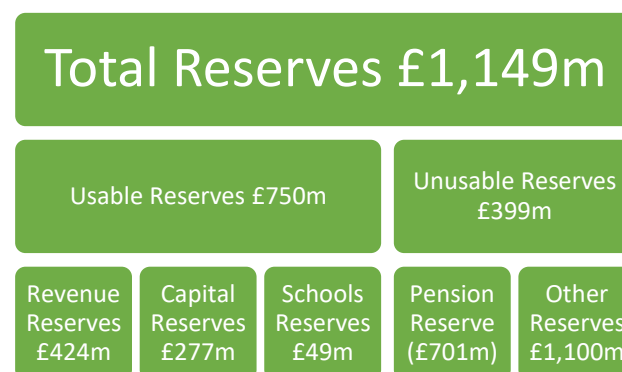 Total Reserves £1,149m
Usable Reserves £750m
Unusable Reserves
£399m
Revenue
Reserves
£424m
Capital
Reserves
£277m
Schools
Reserves
£49m
Pension
Reserve
(£701m)
Other
Reserves
£1,100m